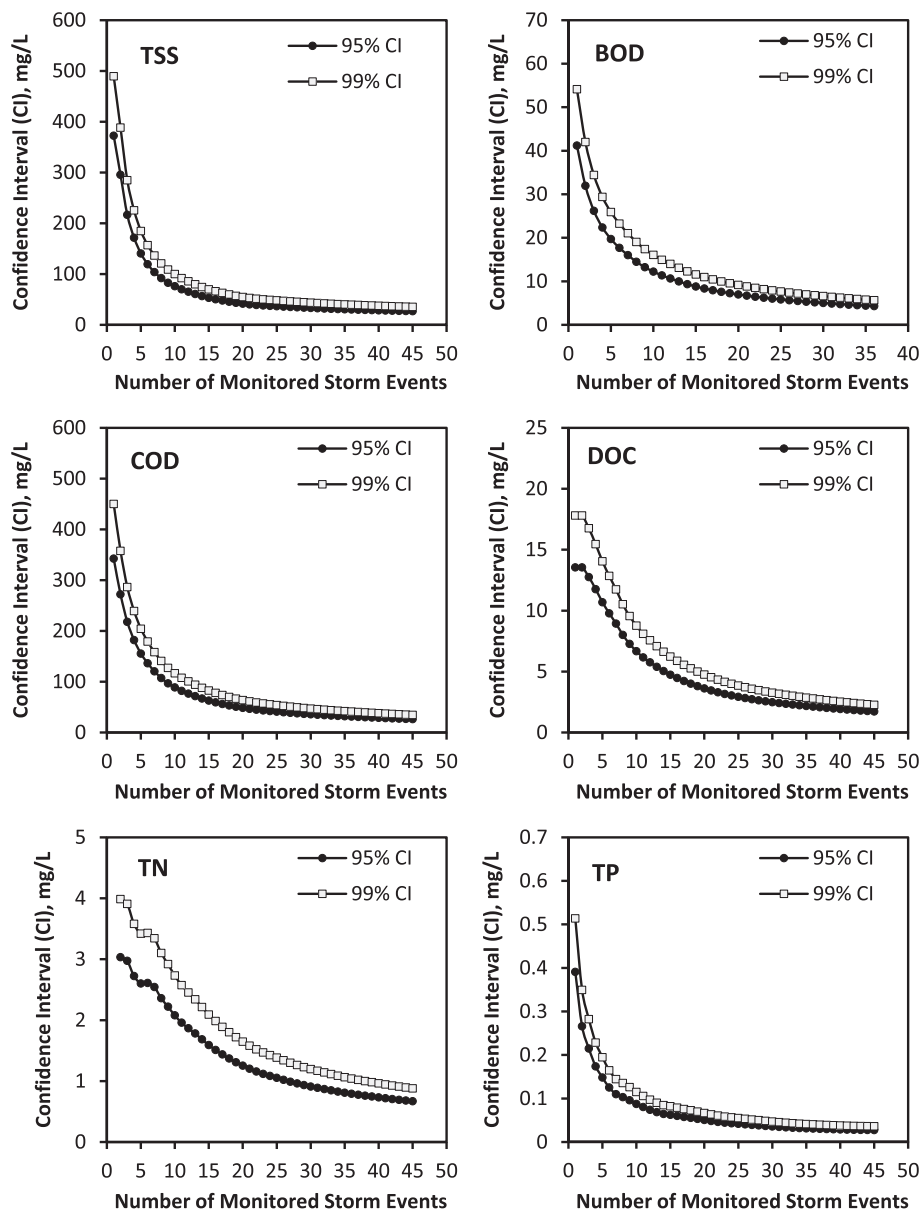 TSS
95% CI
99% CI
600
500
400
300
200
100
0
Confidence Interval (CI), mg/L
0 5 10 15 20 25 30 35 40 45 50
Number of Monitored Storm Events
BOD
95% CI
99% CI
70
60
50
40
30
20
10
0
Confidence Interval (CI), mg/L
0 5 10 15 20 25 30 35 40
Number of Monitored Storm Events
COD
95% CI
99% CI
600
500
400
300
200
100
0
Confidence Interval (CI), mg/L
0 5 10 15 20 25 30 35 40 45 50
Number of Monitored Storm Events
DOC
95% CI
99% CI
25
20
15
10
5
0
Confidence Interval (CI), mg/L
0 5 10 15 20 25 30 35 40 45 50
Number of Monitored Storm Events
TN
95% CI
99% CI
5
4
3
2
1
0
Confidence Interval (CI), mg/L
0 5 10 15 20 25 30 35 40 45 50
Number of Monitored Storm Events
TP
95% CI
99% CI
0.7
0.6
0.5
0.4
0.3
0.2
0.1
0
Confidence Interval (CI), mg/L
0 5 10 15 20 25 30 35 40 45 50
Number of Monitored Storm Events